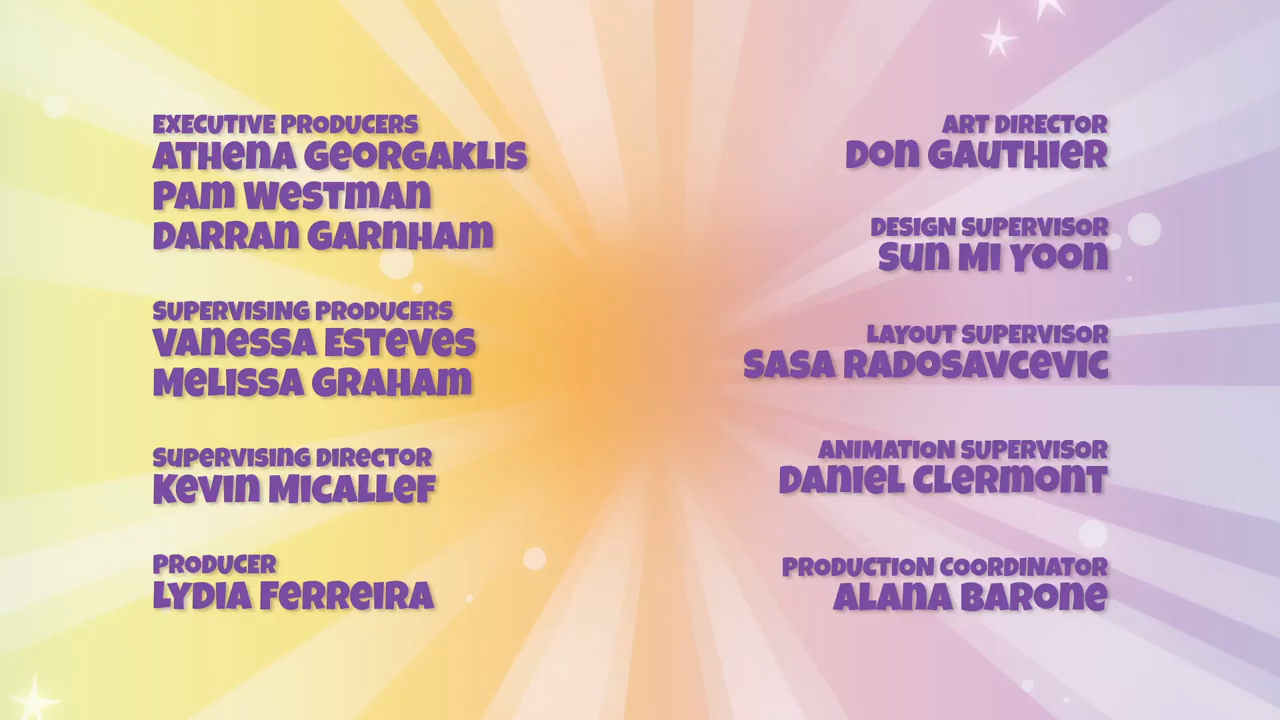 EXECUTIVE PRODUCERS
ATHENA GEORGAKLIS
PAM WESTMAN
DARRAN GARNHAM
SUPERVISING PRODUCERS
VANESSA ESTEVES
MELISSA GRAHAM
SUPERVISING DIRECTOR
KEVIN MICALLEF
PRODUCER
LYDIA FERREIRA
ART DIRECTOR
DON GAUTHIER
DESIGN SUPERVISOR
SUN MI YOON
LAYOUT SUPERVISOR
SASA RADOSAVCEVIC
ANIMATION SUPERVISOR
DANIEL CLERMONT
PRODUCTION COORDINATOR
ALANA BARONE